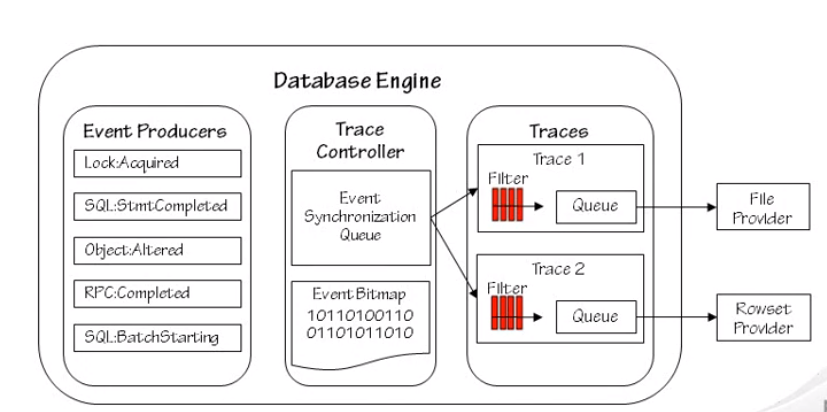 Database Engine
Event Producers
Lock:Acquired
SQL:StmtCompleted
Object:Altered
RPC:Completed
SQL:BatchStarting
Trace
Controller
Event
Synchronization
Queue
Event Bitmap
10110100110
01101011010
Traces
Trace 1
Filter
Queue
Trace 2
Filter
Queue
File
Provider
Rowset
Provider